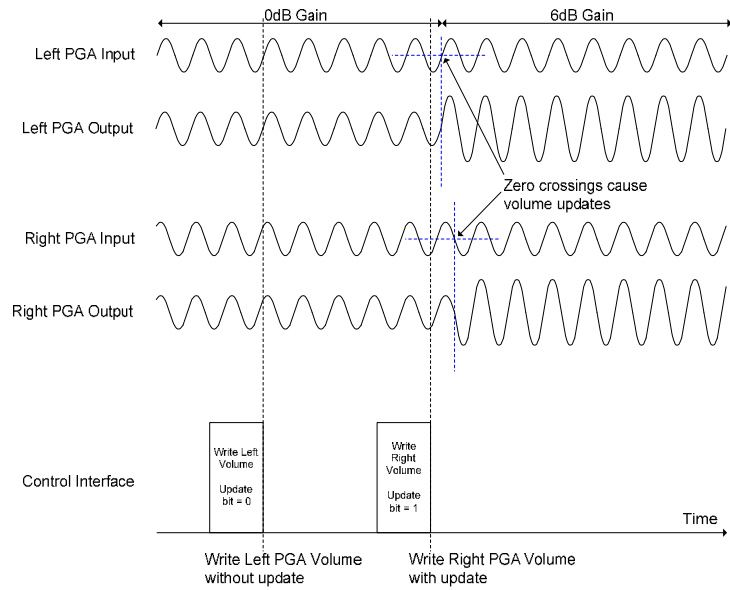 0dB Gain
6dB Gain
Left PGA Input
Left PGA Output
Zero crossings cause
volume updates
Right PGA Input
Right PGA Output
Write Left
Volume
Update
bit = 0
Write
Right
Volume
Update
bit = 1
Control Interface
Time
Write Left PGA Volume
without update
Write Right PGA Volume
with update